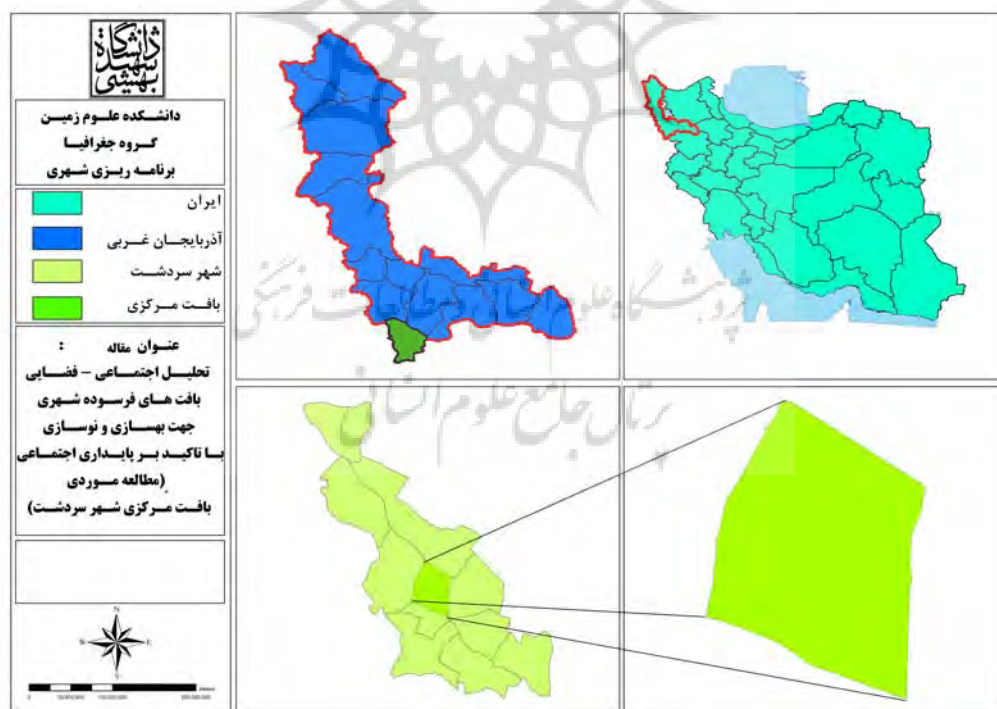 دانشگاه
شهید
بهشتی
دانشکده علوم زمین
گروه جغرافیا
برنامه ریزی شهری
ایران
آذربایجان غربی
شهر سردشت
بافت مرکزی
عنوان مقاله :
تحلیل اجتماعی - فضایی
بافت های فرسوده شهری
جهت بهسازی و نوسازی
با تاکید بر پایداری اجتماعی
(مطالعه موردی
بافت مرکزی شهر سردشت)
N
W E
S
پژوهشگاه علوم انسانی و مطالعات فرهنگی
پرتال جامع علوم انسانی